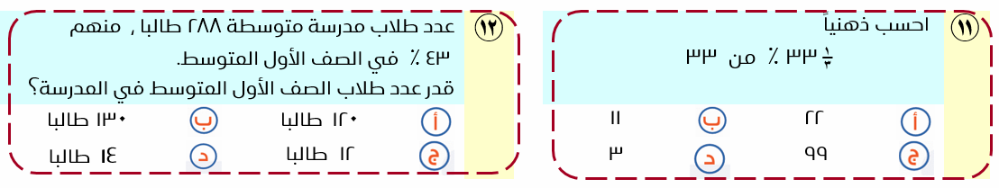 ١١ احسب ذهنياً
٣٣ ١/٣ ٪ من ٣٣
أ ٢٢ ب ١١
ج ٩٩ د ٣
١٢ عدد طلاب مدرسة متوسطة ٢٨٨ طالبا ، منهم
٤٣ ٪ في الصف الأول المتوسط.
قدر عدد طلاب الصف الأول المتوسط في المدرسة؟
أ ١٢٠ طالبا ب ١٣٠ طالبا
ج ١٢ طالبا د ١٤ طالبا